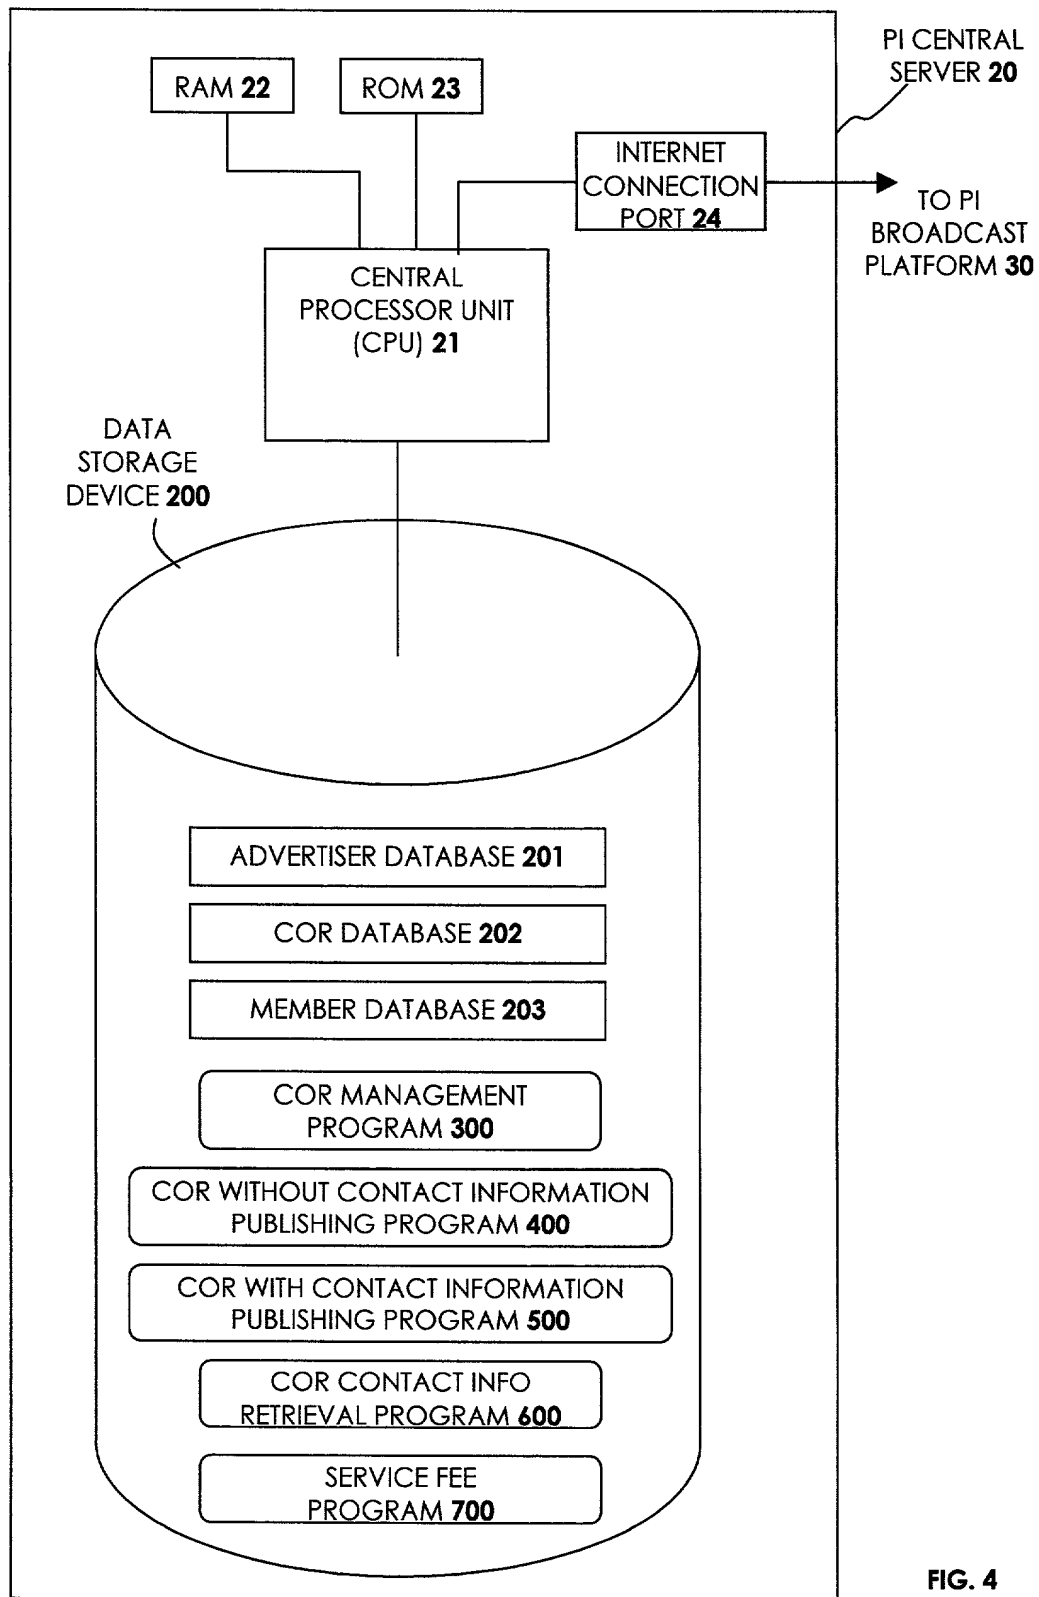 PI CENTRAL
SERVER 20
RAM 22
ROM 23
INTERNET
CONNECTION
PORT 24
TO PI
BROADCAST
PLATFORM 30
CENTRAL
PROCESSOR UNIT
(CPU) 21
DATA
STORAGE
DEVICE 200
ADVERTISER DATABASE 201
COR DATABASE 202
MEMBER DATABASE 203
COR MANAGEMENT
PROGRAM 300
COR WITHOUT CONTACT INFORMATION
PUBLISHING PROGRAM 400
COR WITH CONTACT INFORMATION
PUBLISHING PROGRAM 500
COR CONTACT INFO
RETRIEVAL PROGRAM 600
SERVICE FEE
PROGRAM 700
FIG. 4